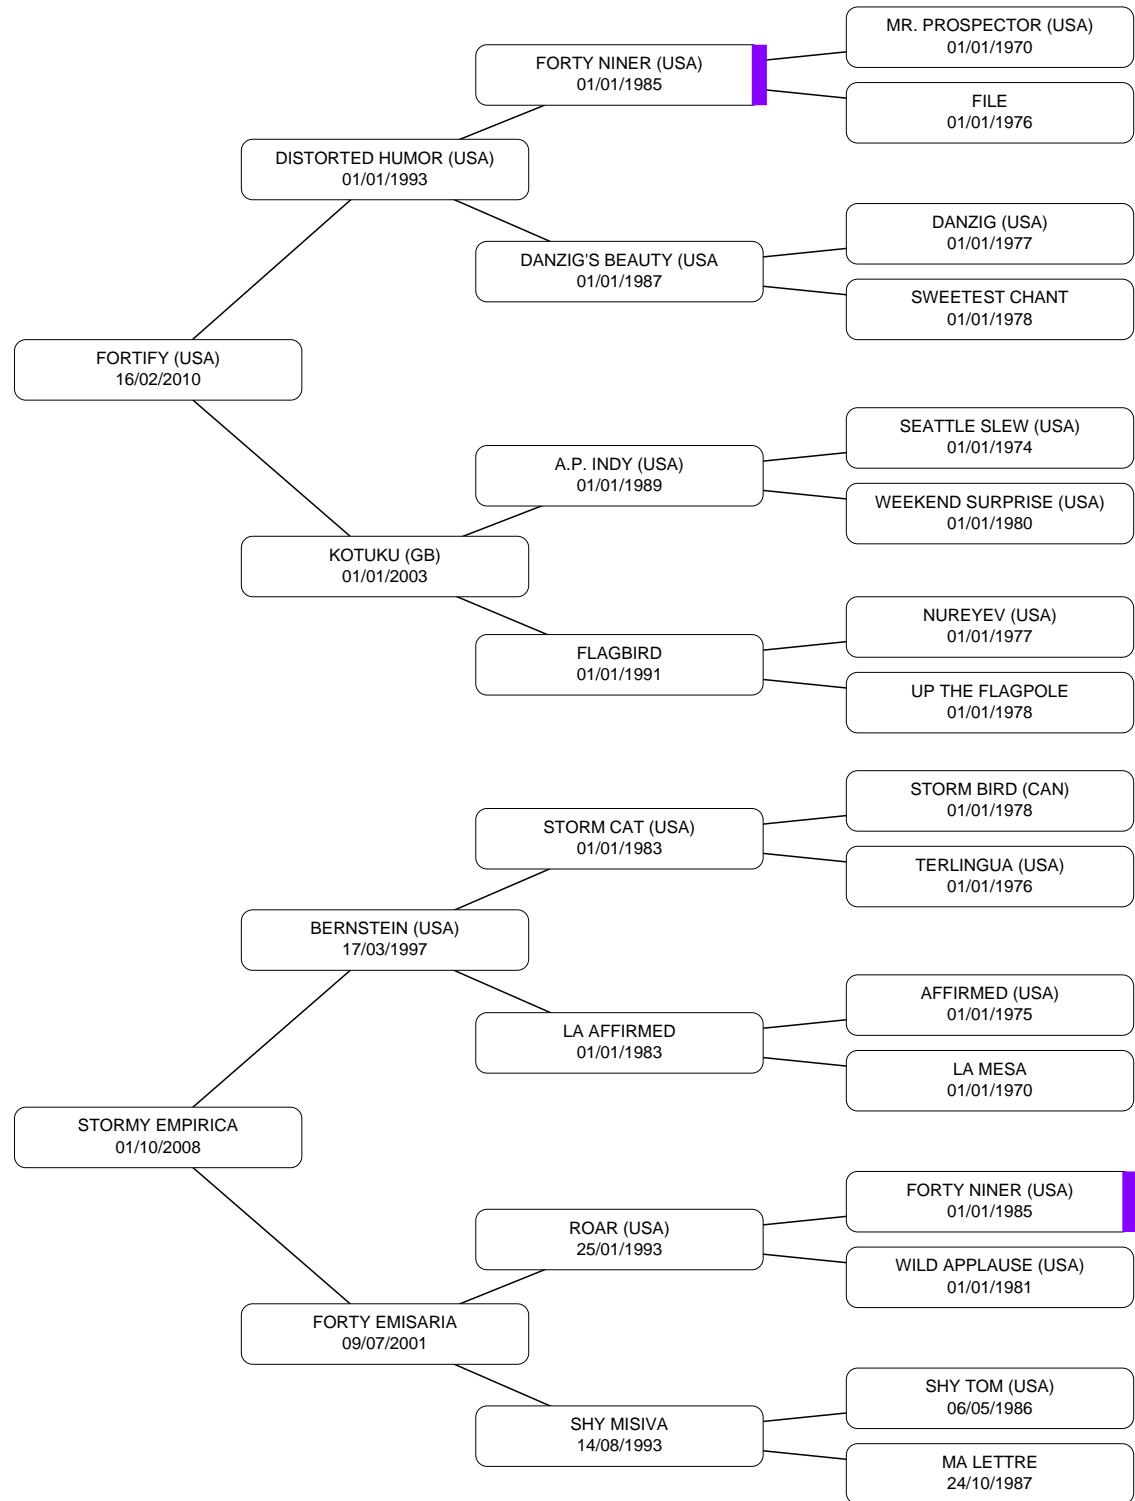 MR. PROSPECTOR (USA)
01/01/1970
FORTY NINER (USA)
01/01/1985
FILE
01/01/1976
DISTORTED HUMOR (USA)
01/01/1993
DANZIG (USA)
01/01/1977
DANZIG'S BEAUTY (USA
01/01/1987
SWEETEST CHANT
01/01/1978
FORTIFY (USA)
16/02/2010
SEATTLE SLEW (USA)
01/01/1974
A.P. INDY (USA)
01/01/1989
WEEKEND SURPRISE (USA)
01/01/1980
KOTUKU (GB)
01/01/2003
NUREYEV (USA)
01/01/1977
FLAGBIRD
01/01/1991
UP THE FLAGPOLE
01/01/1978
STORM BIRD (CAN)
01/01/1978
STORM CAT (USA)
01/01/1983
TERLINGUA (USA)
01/01/1976
BERNSTEIN (USA)
17/03/1997
AFFIRMED (USA)
01/01/1975
LA AFFIRMED
01/01/1983
LA MESA
01/01/1970
STORMY EMPIRICA
01/10/2008
FORTY NINER (USA)
01/01/1985
ROAR (USA)
25/01/1993
WILD APPLAUSE (USA)
01/01/1981
FORTY EMISARIA
09/07/2001
SHY TOM (USA)
06/05/1986
SHY MISIVA
14/08/1993
MA LETTRE
24/10/1987